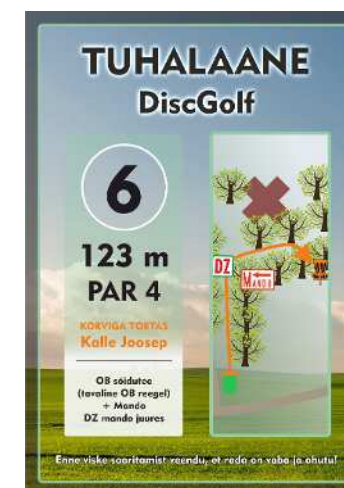 TUHALAANE
DiscGolf
6
123 m
PAR 4
KORVIGA TOETAS
Kalle Joosep
OB sõidutee
(tavaline OB reegel)
+ Mando
DZ mando juures
DZ
MANDO
Enne viske sooritamist veendu, et rada on vaba ja ohutu!